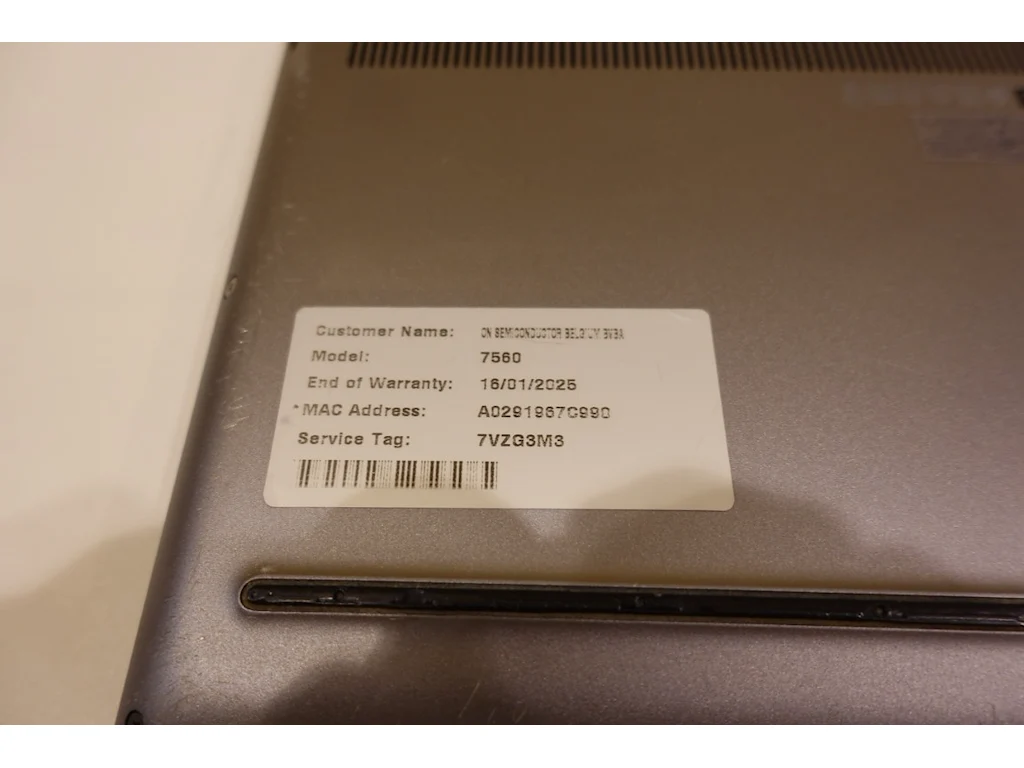 Customer Name: ON SEMICONDUCTOR BELGIUM BVBA
Model: 7560
End of Warranty: 16/01/2025
MAC Address: A0291967C990
Service Tag: 7VZG3M3